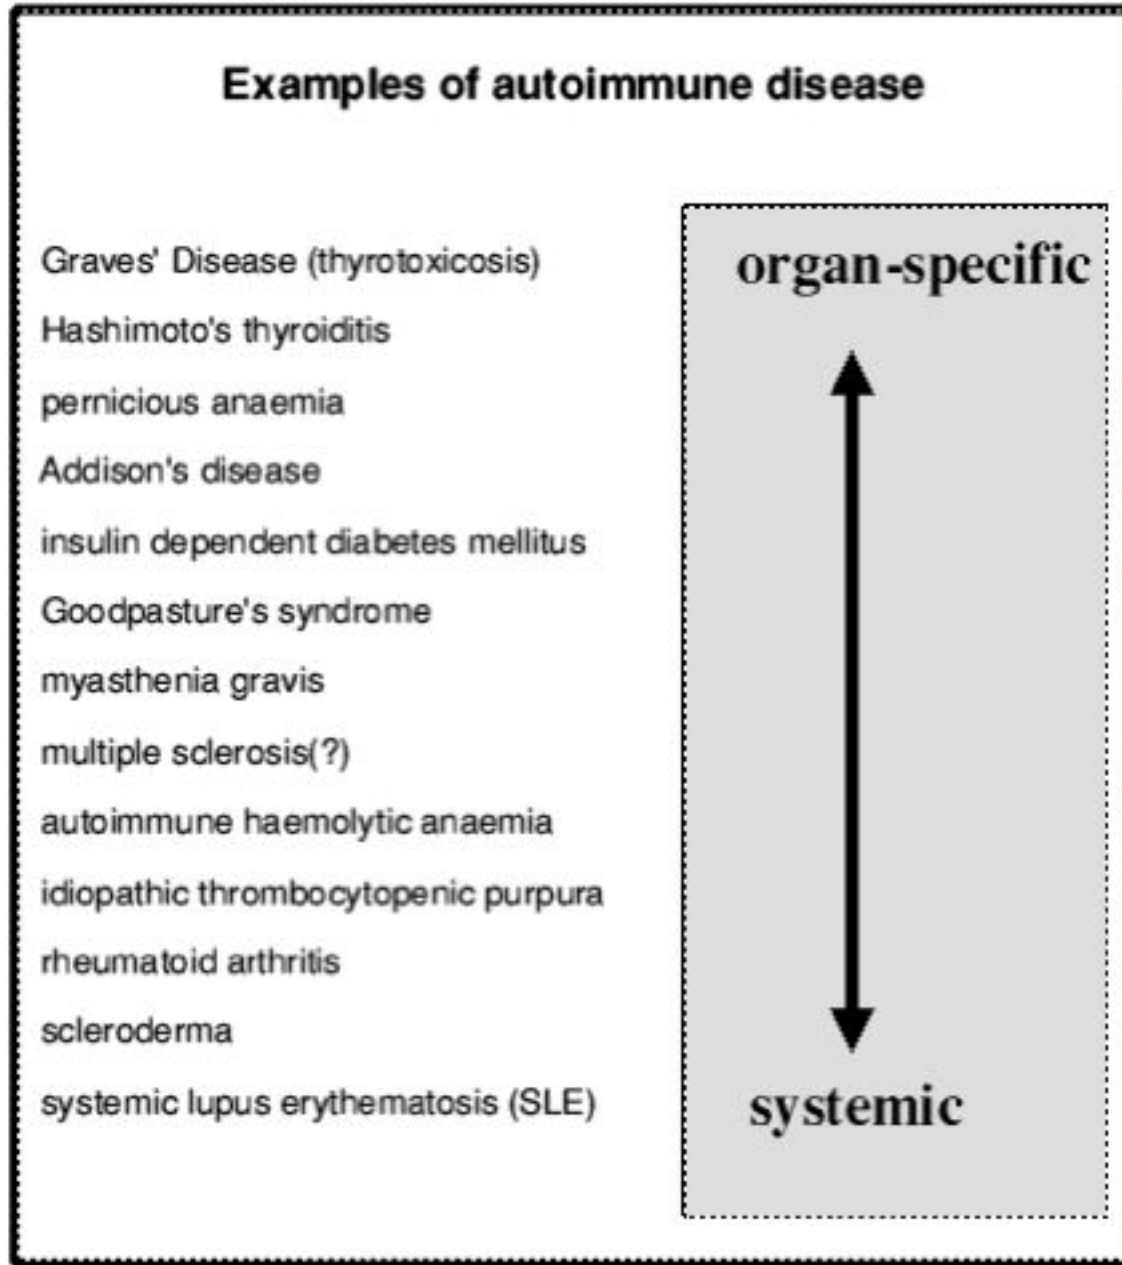 Examples of autoimmune disease
Graves' Disease (thyrotoxicosis)
organ-specific
Hashimoto's thyroiditis
pernicious anaemia
Addison's disease
insulin dependent diabetes mellitus
Goodpasture's syndrome
myasthenia gravis
multiple sclerosis(?)
autoimmune haemolytic anaemia
idiopathic thrombocytopenic purpura
rheumatoid arthritis
scleroderma
systemic lupus erythematosis (SLE)
systemic